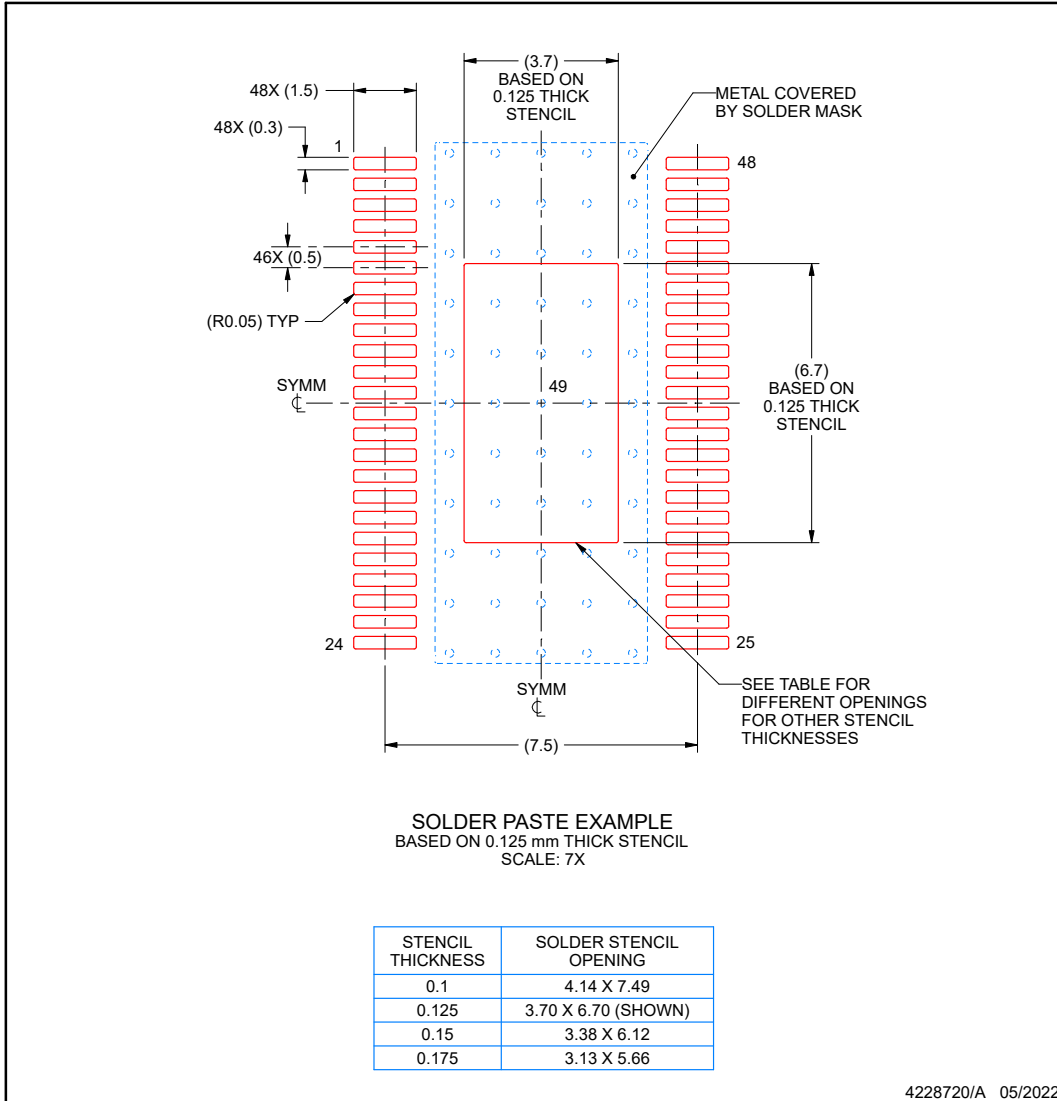 (3.7)
BASED ON
0.125 THICK
STENCIL
48X (1.5)
METAL COVERED
BY SOLDER MASK
48X (0.3)
1
48
46X (0.5)
(R0.05) TYP
SYMM
℄
49
(6.7)
BASED ON
0.125 THICK
STENCIL
24
25
SYMM
℄
SEE TABLE FOR
DIFFERENT OPENINGS
FOR OTHER STENCIL
THICKNESSES
(7.5)
SOLDER PASTE EXAMPLE
BASED ON 0.125 mm THICK STENCIL
SCALE: 7X
STENCIL
THICKNESS
SOLDER STENCIL
OPENING
0.1
4.14 X 7.49
0.125
3.70 X 6.70 (SHOWN)
0.15
3.38 X 6.12
0.175
3.13 X 5.66
4228720/A 05/2022